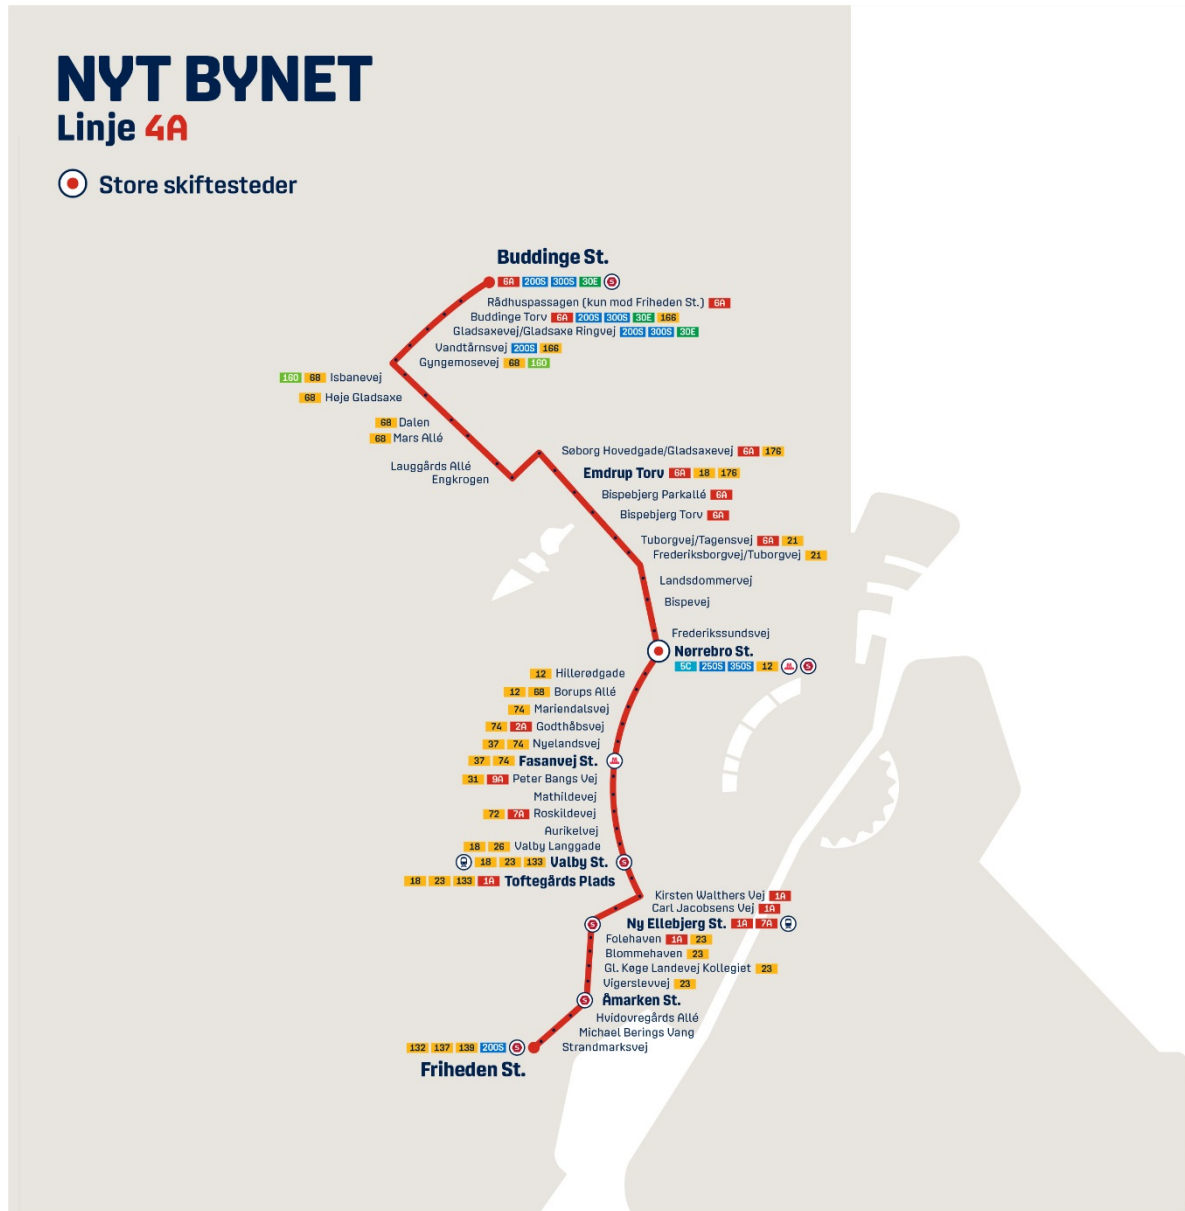 NYT BYNET
Linje 4A
Store skiftesteder
Buddinge St.
6A 200S 300S 30E S
Rådhuspassagen (kun mod Friheden St.) 6A
Buddinge Torv 6A 200S 300S 30E 166
Gladsaxevej/Gladsaxe Ringvej 200S 300S 30E
Vandtårnsvej 200S 166
Gyngemosevej 68 160
160 68 Isbanevej
68 Høje Gladsaxe
68 Dalen
68 Mars Allé
Lauggårds Allé
Engkrogen
Søborg Hovedgade/Gladsaxevej 6A 176
Emdrup Torv 6A 18 176
Bispebjerg Parkallé 6A
Bispebjerg Torv 6A
Tuborgvej/Tagensvej 6A 21
Frederiksborgvej/Tuborgvej 21
Landsdommervej
Bispevej
Frederikssundsvej
Nørrebro St.
5C 250S 350S 12 M S
12 Hillerødgade
12 68 Borups Allé
74 Mariendalsvej
74 2A Godthåbsvej
37 74 Nyelandsvej
37 74 Fasanvej St. M
31 9A Peter Bangs Vej
Mathildevej
72 7A Roskildevej
Aurikelvej
18 26 Valby Langgade
18 23 133 Valby St. S
18 23 133 1A Toftegårds Plads
Kirsten Walthers Vej 1A
Carl Jacobsens Vej 1A
S Ny Ellebjerg St. 1A 7A
Folehaven 1A 23
Blommehaven 23
Gl. Køge Landevej Kollegiet 23
Vigerslevvej 23
S Åmarken St.
Hvidovregårds Allé
Michael Berings Vang
Strandmarksvej
132 137 139 200S S
Friheden St.